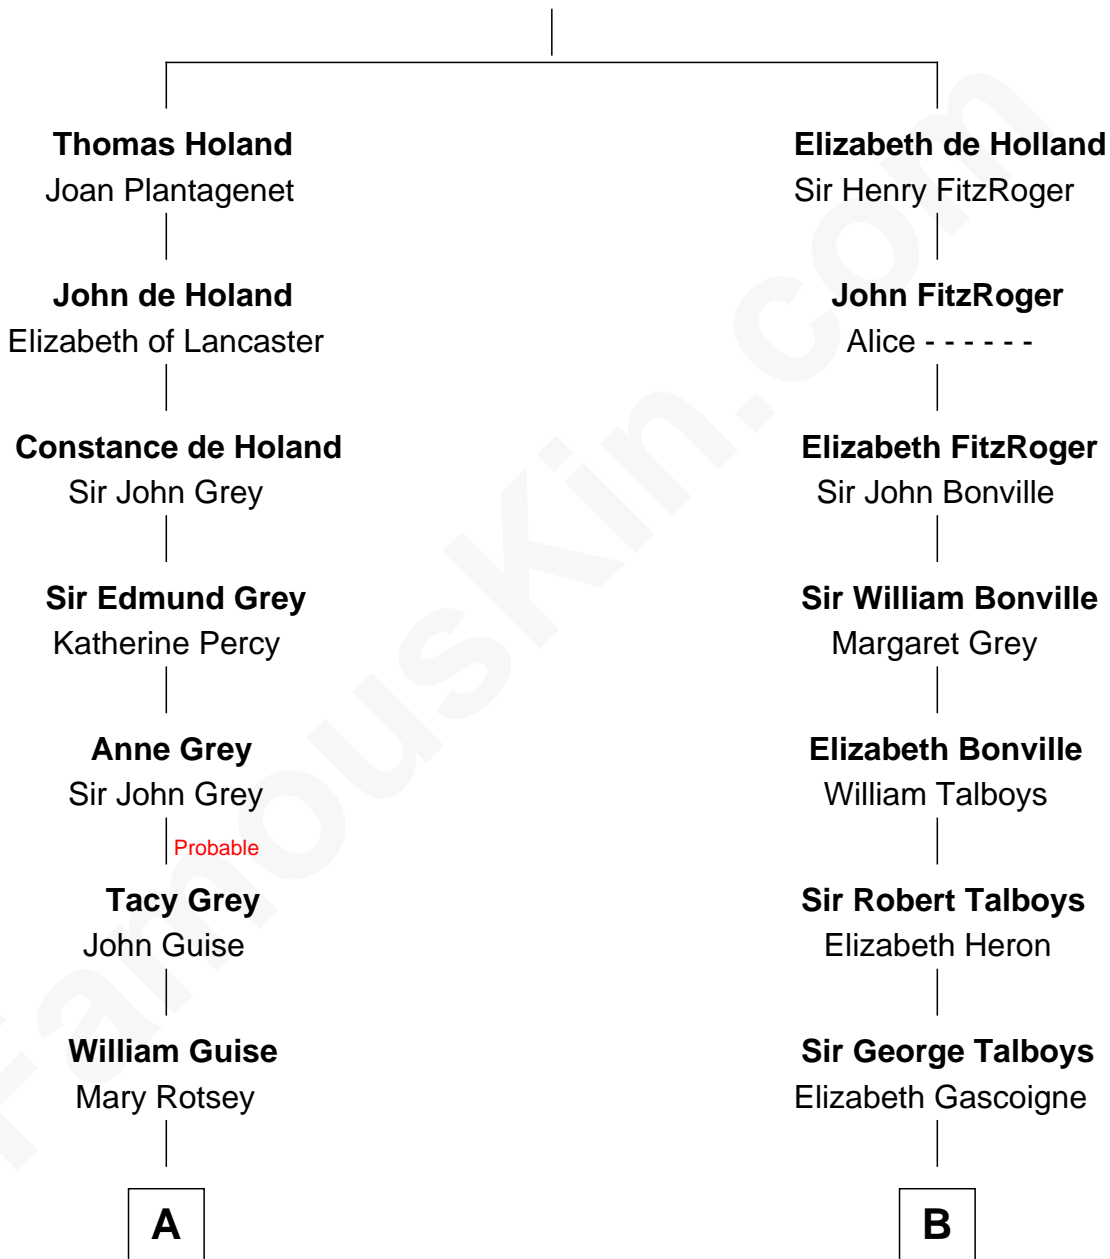 Thomas Holand
Joan Plantagenet
John de Holand
Elizabeth of Lancaster
Constance de Holand
Sir John Grey
Sir Edmund Grey
Katherine Percy
Anne Grey
Sir John Grey
Probable
Tacy Grey
John Guise
William Guise
Mary Rotsey
A
Elizabeth de Holland
Sir Henry FitzRoger
John FitzRoger
Alice - - - - - -
Elizabeth FitzRoger
Sir John Bonville
Sir William Bonville
Margaret Grey
Elizabeth Bonville
William Talboys
Sir Robert Talboys
Elizabeth Heron
Sir George Talboys
Elizabeth Gascoigne
B
FamousKin.com